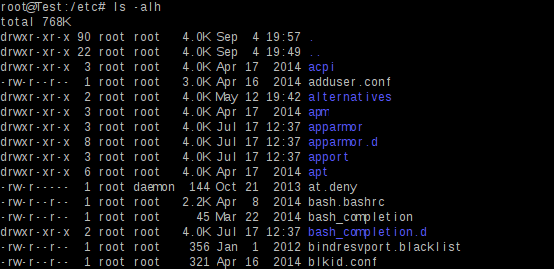 root@Test:/etc# ls -alh
total 768K
drwxr-xr-x 90 root root 4.0K Sep 4 19:57 .
drwxr-xr-x 22 root root 4.0K Sep 4 19:49 ..
drwxr-xr-x 3 root root 4.0K Apr 17 2014 acpi
-rw-r--r-- 1 root root 3.0K Apr 16 2014 adduser.conf
drwxr-xr-x 2 root root 4.0K May 12 19:42 alternatives
drwxr-xr-x 3 root root 4.0K Apr 17 2014 apm
drwxr-xr-x 3 root root 4.0K Jul 17 12:37 apparmor
drwxr-xr-x 8 root root 4.0K Jul 17 12:37 apparmor.d
drwxr-xr-x 3 root root 4.0K Jul 17 12:37 apport
drwxr-xr-x 6 root root 4.0K Apr 17 2014 apt
-rw-r----- 1 root daemon 144 Oct 21 2013 at.deny
-rw-r--r-- 1 root root 2.2K Apr 8 2014 bash.bashrc
-rw-r--r-- 1 root root 45 Mar 22 2014 bash_completion
drwxr-xr-x 2 root root 4.0K Jul 17 12:37 bash_completion.d
-rw-r--r-- 1 root root 356 Jan 1 2012 bindresvport.blacklist
-rw-r--r-- 1 root root 321 Apr 16 2014 blkid.conf